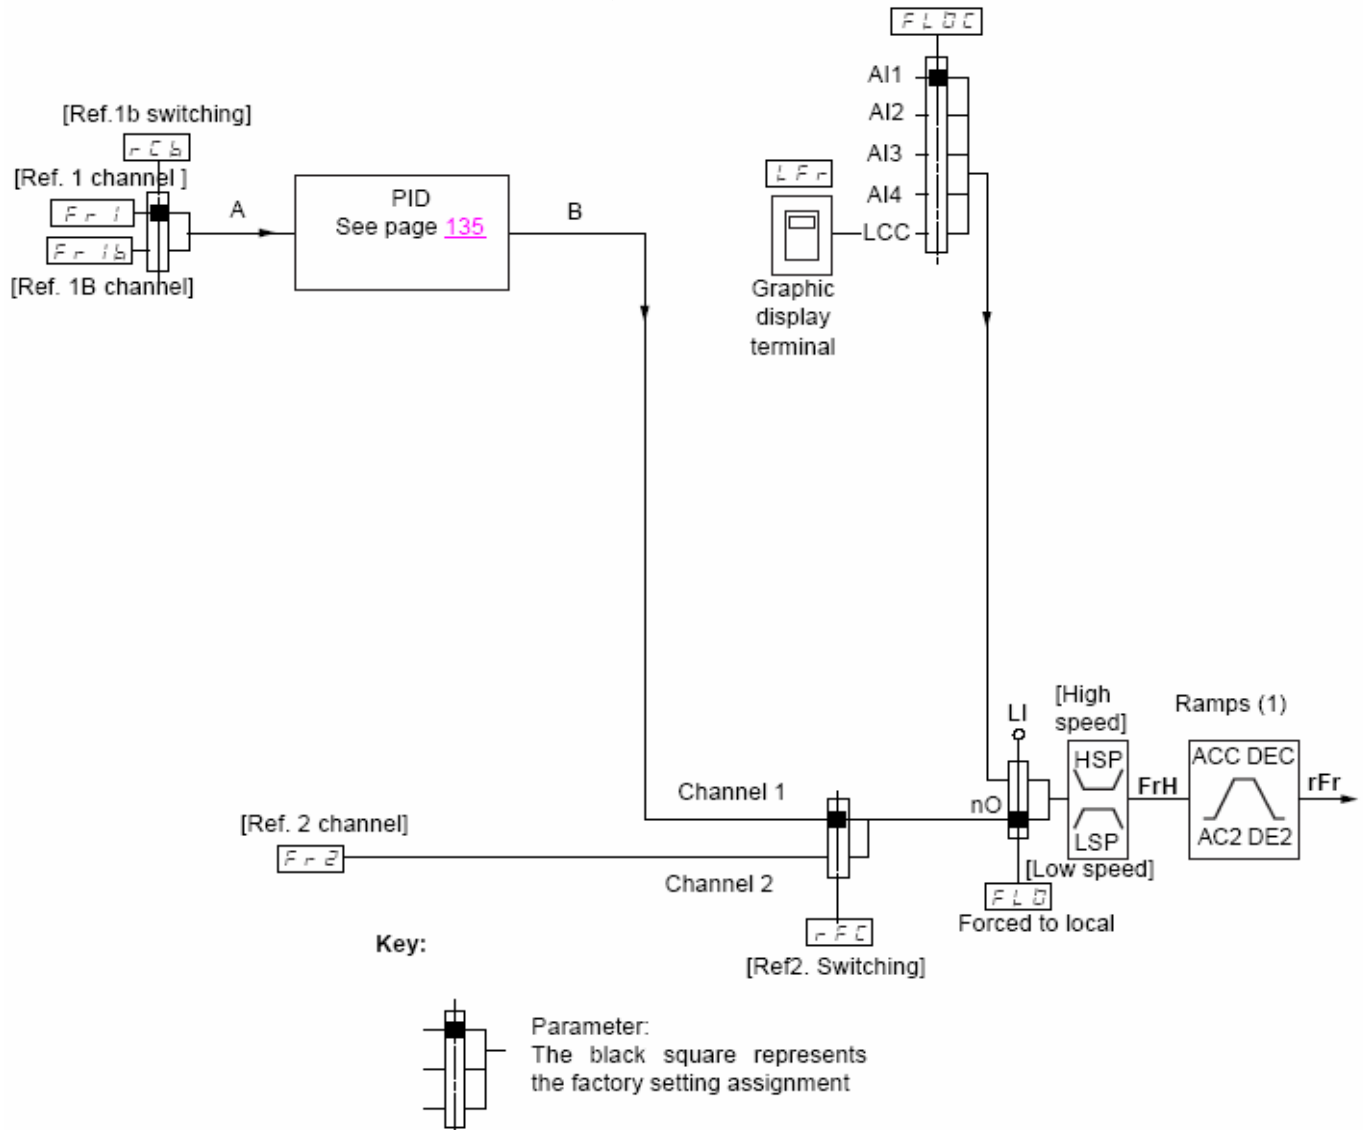 FLOC
AI1
AI2
AI3
AI4
LCC
LFr
Graphic
display
terminal
[Ref.1b switching]
rCb
[Ref. 1 channel ]
Fr1
Fr1b
[Ref. 1B channel]
A
PID
See page 135
B
LI
[High
speed]
Ramps (1)
HSP
LSP
FrH
ACC DEC
AC2 DE2
rFr
nO
[Low speed]
FLO
Forced to local
Channel 1
[Ref. 2 channel]
Fr2
Channel 2
rFC
[Ref2. Switching]
Key:
Parameter:
The black square represents
the factory setting assignment